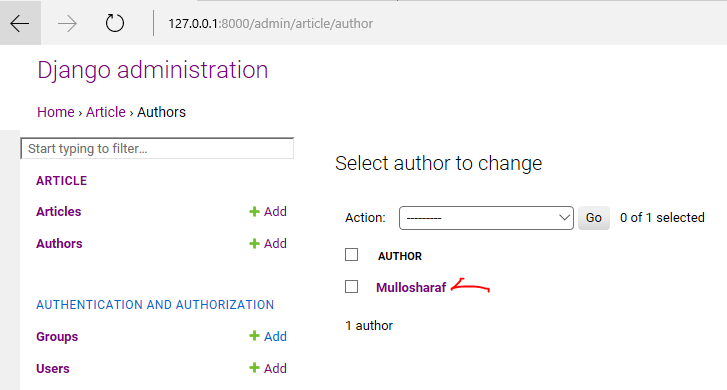 127.0.0.1:8000/admin/article/author
Django administration
Home › Article › Authors
Start typing to filter...
ARTICLE
Articles + Add
Authors + Add
AUTHENTICATION AND AUTHORIZATION
Groups + Add
Users + Add
Select author to change
Action: --------- Go 0 of 1 selected
AUTHOR
Mullosharaf
1 author